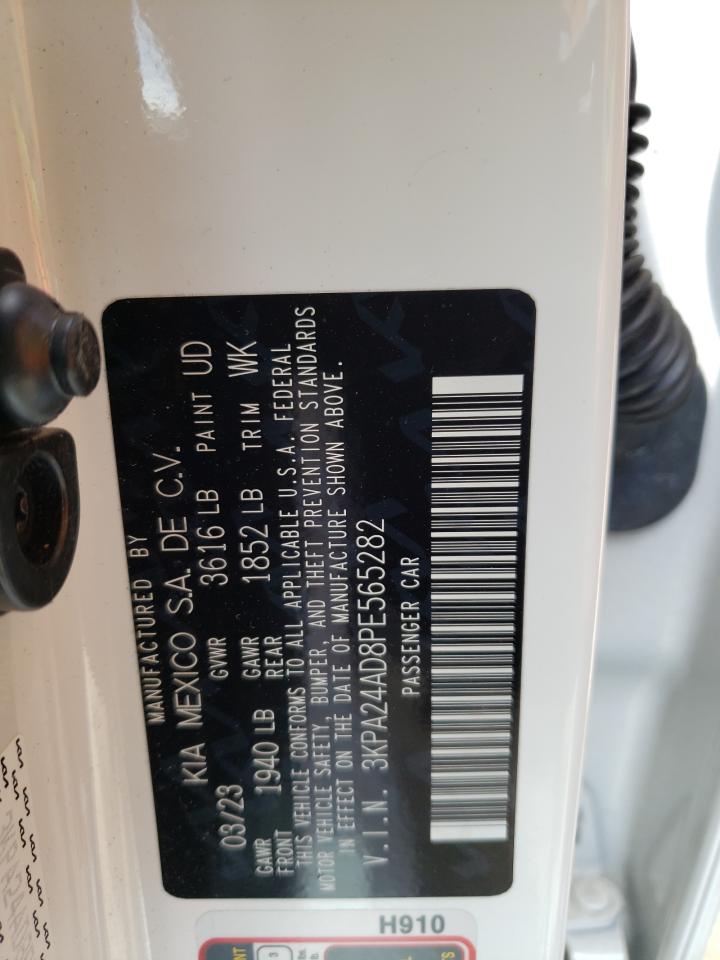 MANUFACTURED BY
KIA MEXICO S.A. DE C.V.
03/23 GVWR 3616 LB PAINT UD
GAWR FRONT 1940 LB GAWR REAR 1852 LB TRIM WK
THIS VEHICLE CONFORMS TO ALL APPLICABLE U.S.A. FEDERAL
MOTOR VEHICLE SAFETY, BUMPER, AND THEFT PREVENTION STANDARDS
IN EFFECT ON THE DATE OF MANUFACTURE SHOWN ABOVE.
V.I.N. 3KPA24AD8PE565282
PASSENGER CAR
H910